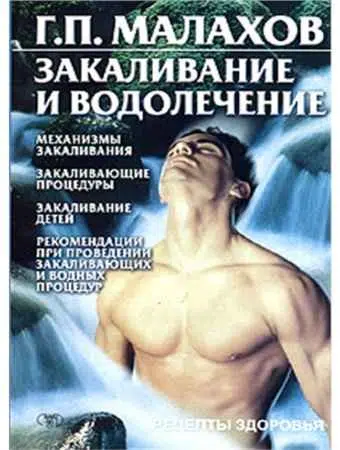 Г.П. МАЛАХОВ
ЗАКАЛИВАНИЕ
И ВОДОЛЕЧЕНИЕ
МЕХАНИЗМЫ
ЗАКАЛИВАНИЯ
ЗАКАЛИВАЮЩИЕ
ПРОЦЕДУРЫ
ЗАКАЛИВАНИЕ
ДЕТЕЙ
РЕКОМЕНДАЦИИ
ПРИ ПРОВЕДЕНИИ
ЗАКАЛИВАЮЩИХ
И ВОДНЫХ
ПРОЦЕДУР
РЕЦЕПТЫ ЗДОРОВЬЯ